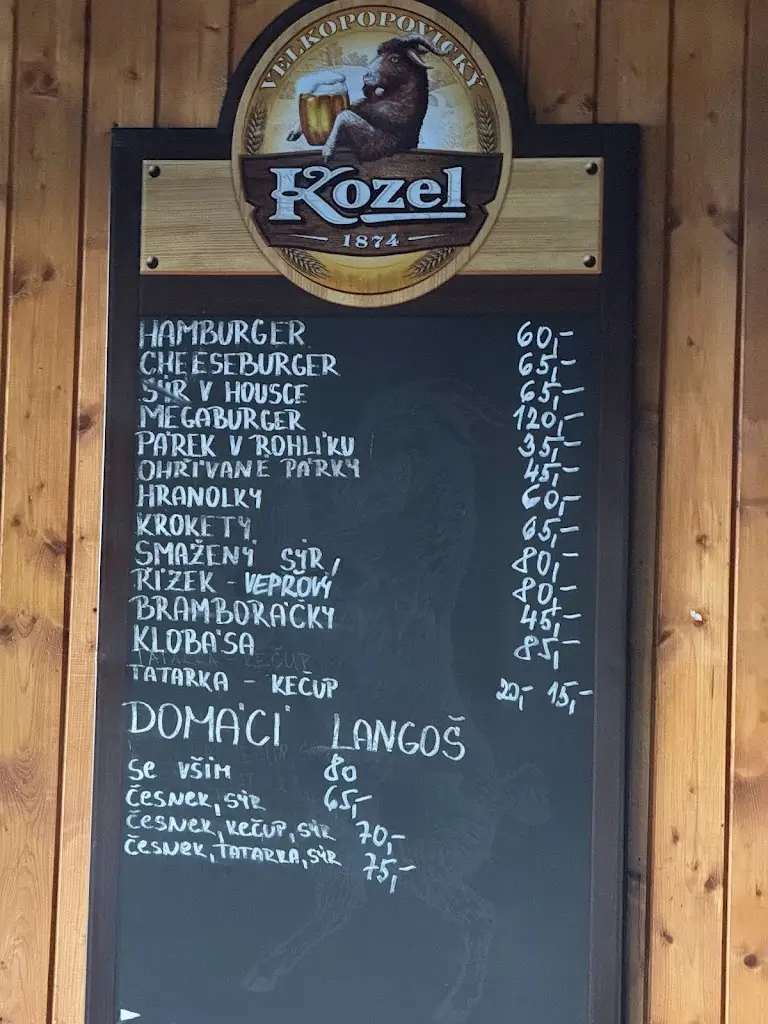 VELKOPOPOVICKÝ
Kozel
1874
HAMBURGER 60,-
CHEESEBURGER 65,-
SÝR V HOUSCE 65,-
MEGABURGER 120,-
PÁREK V ROHLÍKU 35,-
OHŘÍVANÉ PÁRKY 45,-
HRANOLKY 60,-
KROKETY 65,-
SMAŽENÝ SÝR 80,-
ŘÍZEK - VEPŘOVÝ 80,-
BRAMBORÁČKY 45,-
KLOBÁSA 85,-
TATARKA - KEČUP
TATARKA - KEČUP 20,- 15,-
DOMÁCÍ LANGOŠ
SE VŠÍM 80
ČESNEK, SÝR 65,-
ČESNEK, KEČUP, SÝR 70,-
ČESNEK, TATARKA, SÝR 75,-